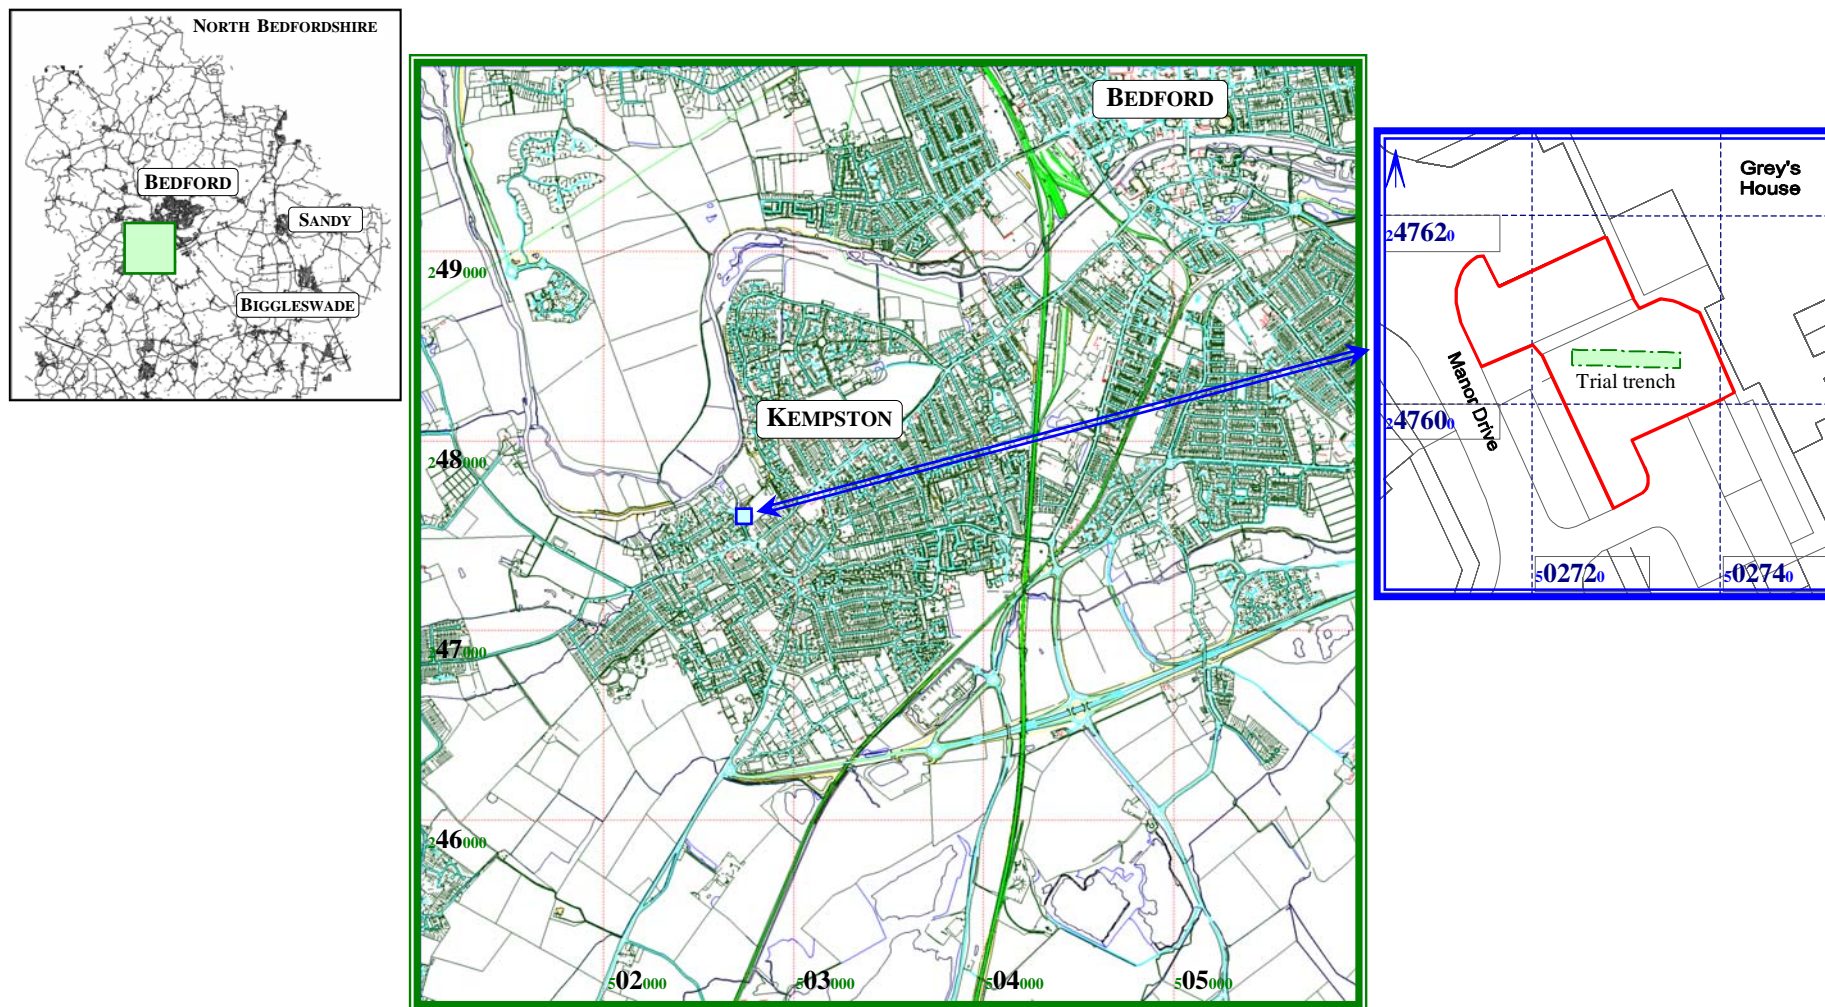 NORTH BEDFORDSHIRE
BEDFORD
SANDY
BIGGLESWADE
BEDFORD
KEMPSTON
249000
248000
247000
246000
502000
503000
504000
505000
Grey's
House
247620
Trial trench
Manor Drive
247600
502720
502740